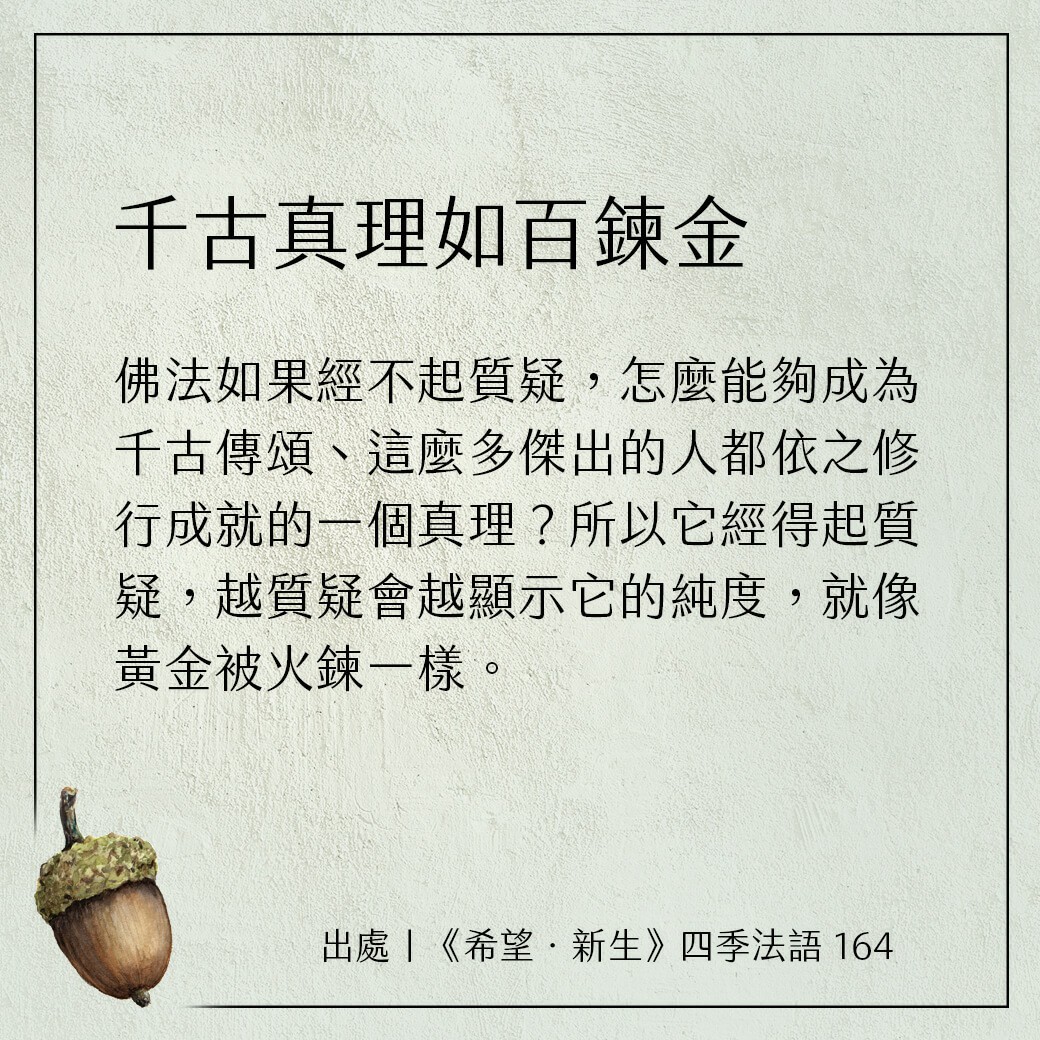 千古真理如百鍊金
佛法如果經不起質疑，怎麼能夠成為
千古傳頌、這麼多傑出的人都依之修
行成就的一個真理？所以它經得起質
疑，越質疑會越顯示它的純度，就像
黃金被火鍊一樣。
出處｜《希望．新生》四季法語 164